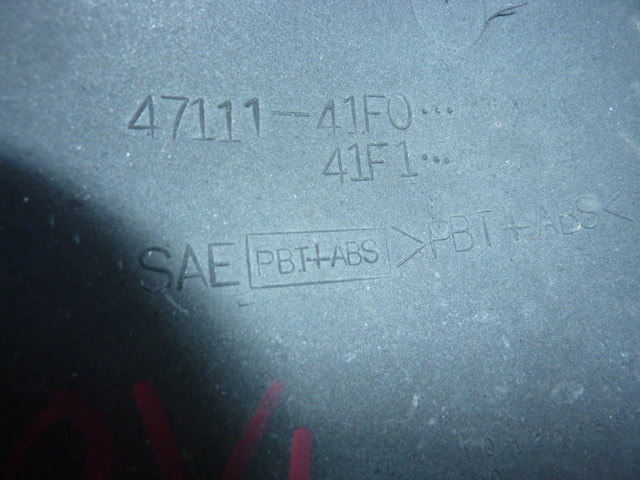 47111-41F0...
41F1...
SAE PBT+ABS >PBT+ABS<